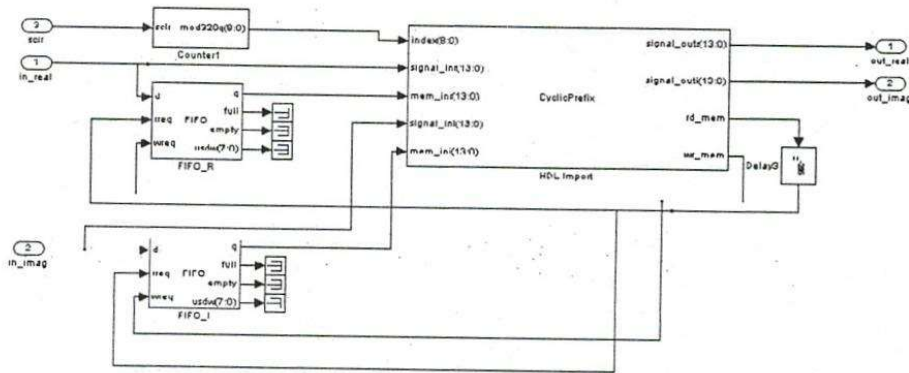 3
sclr
sclr mod320q(8:0)
Counter1
1
in_real
d
q
rreq
FIFO
full
empty
wreq
usdw(7:0)
FIFO_R
index(8:0)
signal_inr(13:0)
mem_inr(13:0)
signal_ini(13:0)
mem_ini(13:0)
CyclicPrefix
signal_outr(13:0)
signal_outi(13:0)
rd_mem
wr_mem
HDL Import
1
out_real
2
out_imag
Delay3
2
in_imag
d
q
rreq
FIFO
full
empty
wreq
usdw(7:0)
FIFO_I